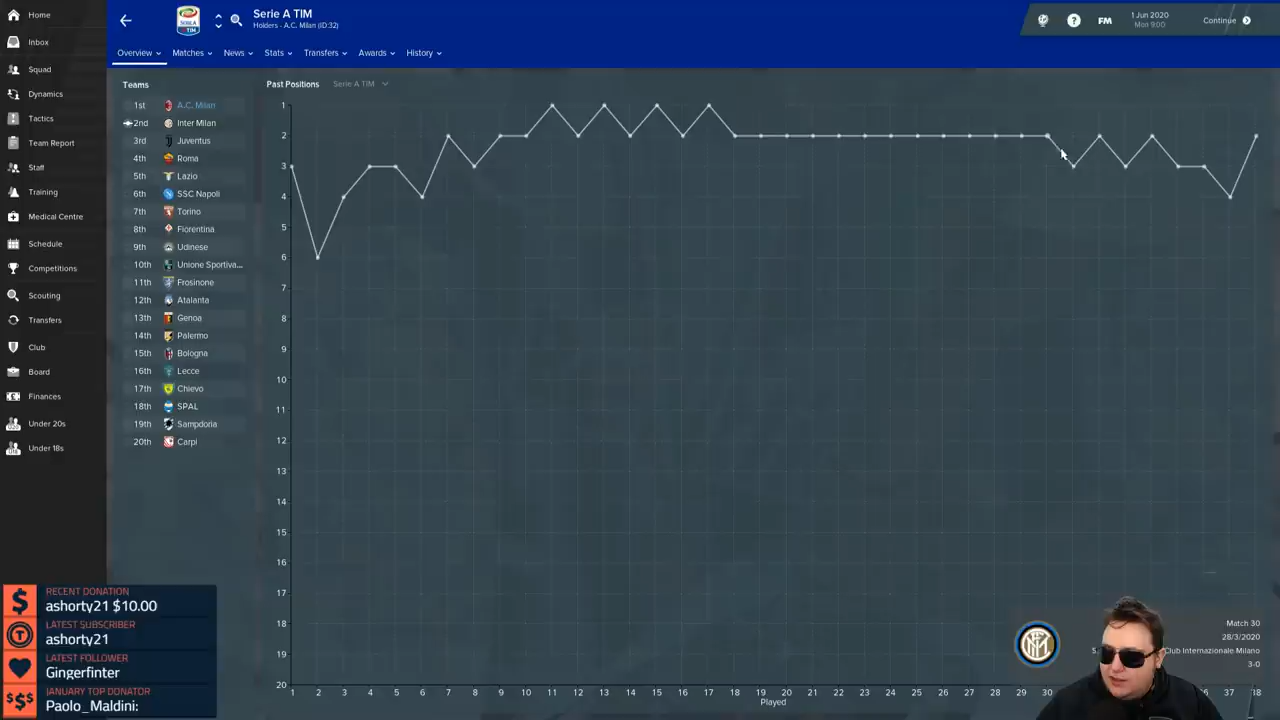 Home
Inbox
Squad
Dynamics
Tactics
Team Report
Staff
Training
Medical Centre
Schedule
Competitions
Scouting
Transfers
Club
Board
Finances
Under 20s
Under 18s
Serie A TIM
Holders - A.C. Milan (ID:32)
FM
1 Jun 2020
Mon 9:00
Continue
Overview
Matches
News
Stats
Transfers
Awards
History
Teams
1st A.C. Milan
2nd Inter Milan
3rd Juventus
4th Roma
5th Lazio
6th SSC Napoli
7th Torino
8th Fiorentina
9th Udinese
10th Unione Sportiva...
11th Frosinone
12th Atalanta
13th Genoa
14th Palermo
15th Bologna
16th Lecce
17th Chievo
18th SPAL
19th Sampdoria
20th Carpi
Past Positions Serie A TIM
1
2
3
4
5
6
7
8
9
10
11
12
13
14
15
16
17
18
19
20
1 2 3 4 5 6 7 8 9 10 11 12 13 14 15 16 17 18 19 20 21 22 23 24 25 26 27 28 29 30 37
Played
Match 30
28/3/2020
Club Internazionale Milano
3-0
RECENT DONATION
ashorty21 $10.00
LATEST SUBSCRIBER
ashorty21
LATEST FOLLOWER
Gingerfinter
JANUARY TOP DONATOR
Paolo_Maldini: